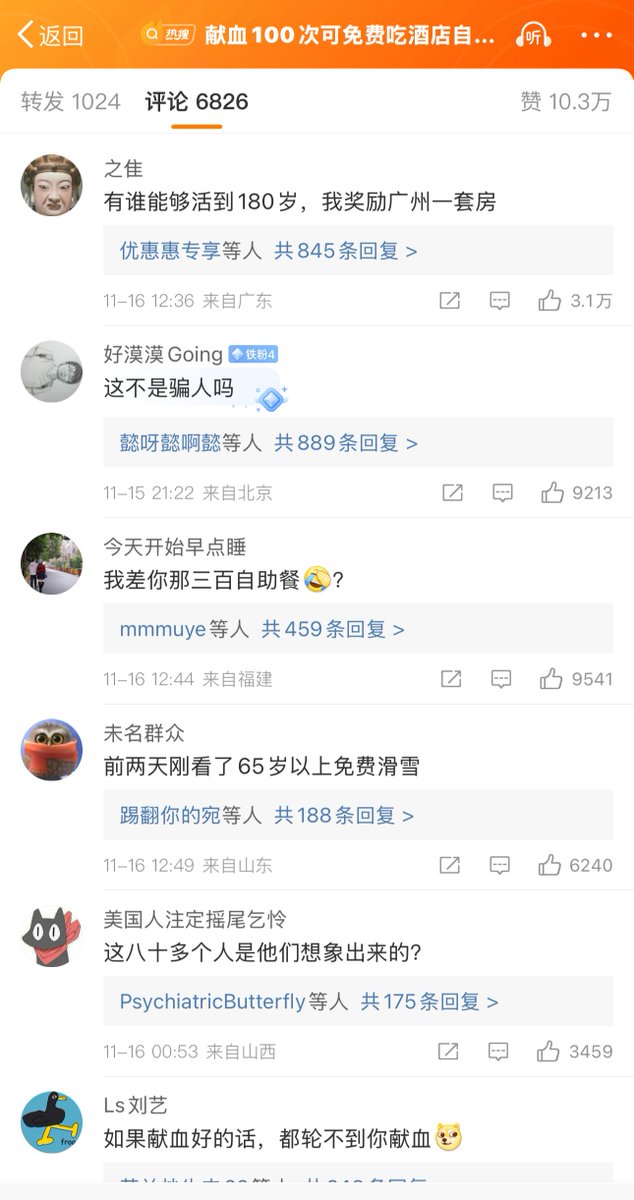 返回
热搜 献血100次可免费吃酒店自... 听
转发 1024 评论 6826 赞 10.3万
之隹
有谁能够活到180岁，我奖励广州一套房
优惠惠专享等人 共845条回复 >
11-16 12:36 来自广东 3.1万
好漠漠Going 铁粉4
这不是骗人吗
懿呀懿啊懿等人 共889条回复 >
11-15 21:22 来自北京 9213
今天开始早点睡
我差你那三百自助餐🤣?
mmmuye等人 共459条回复 >
11-16 12:44 来自福建 9541
未名群众
前两天刚看了65岁以上免费滑雪
踢翻你的宛等人 共188条回复 >
11-16 12:49 来自山东 6240
美国人注定摇尾乞怜
这八十多个人是他们想象出来的?
PsychiatricButterfly等人 共175条回复 >
11-16 00:53 来自山西 3459
Ls刘艺
如果献血好的话，都轮不到你献血